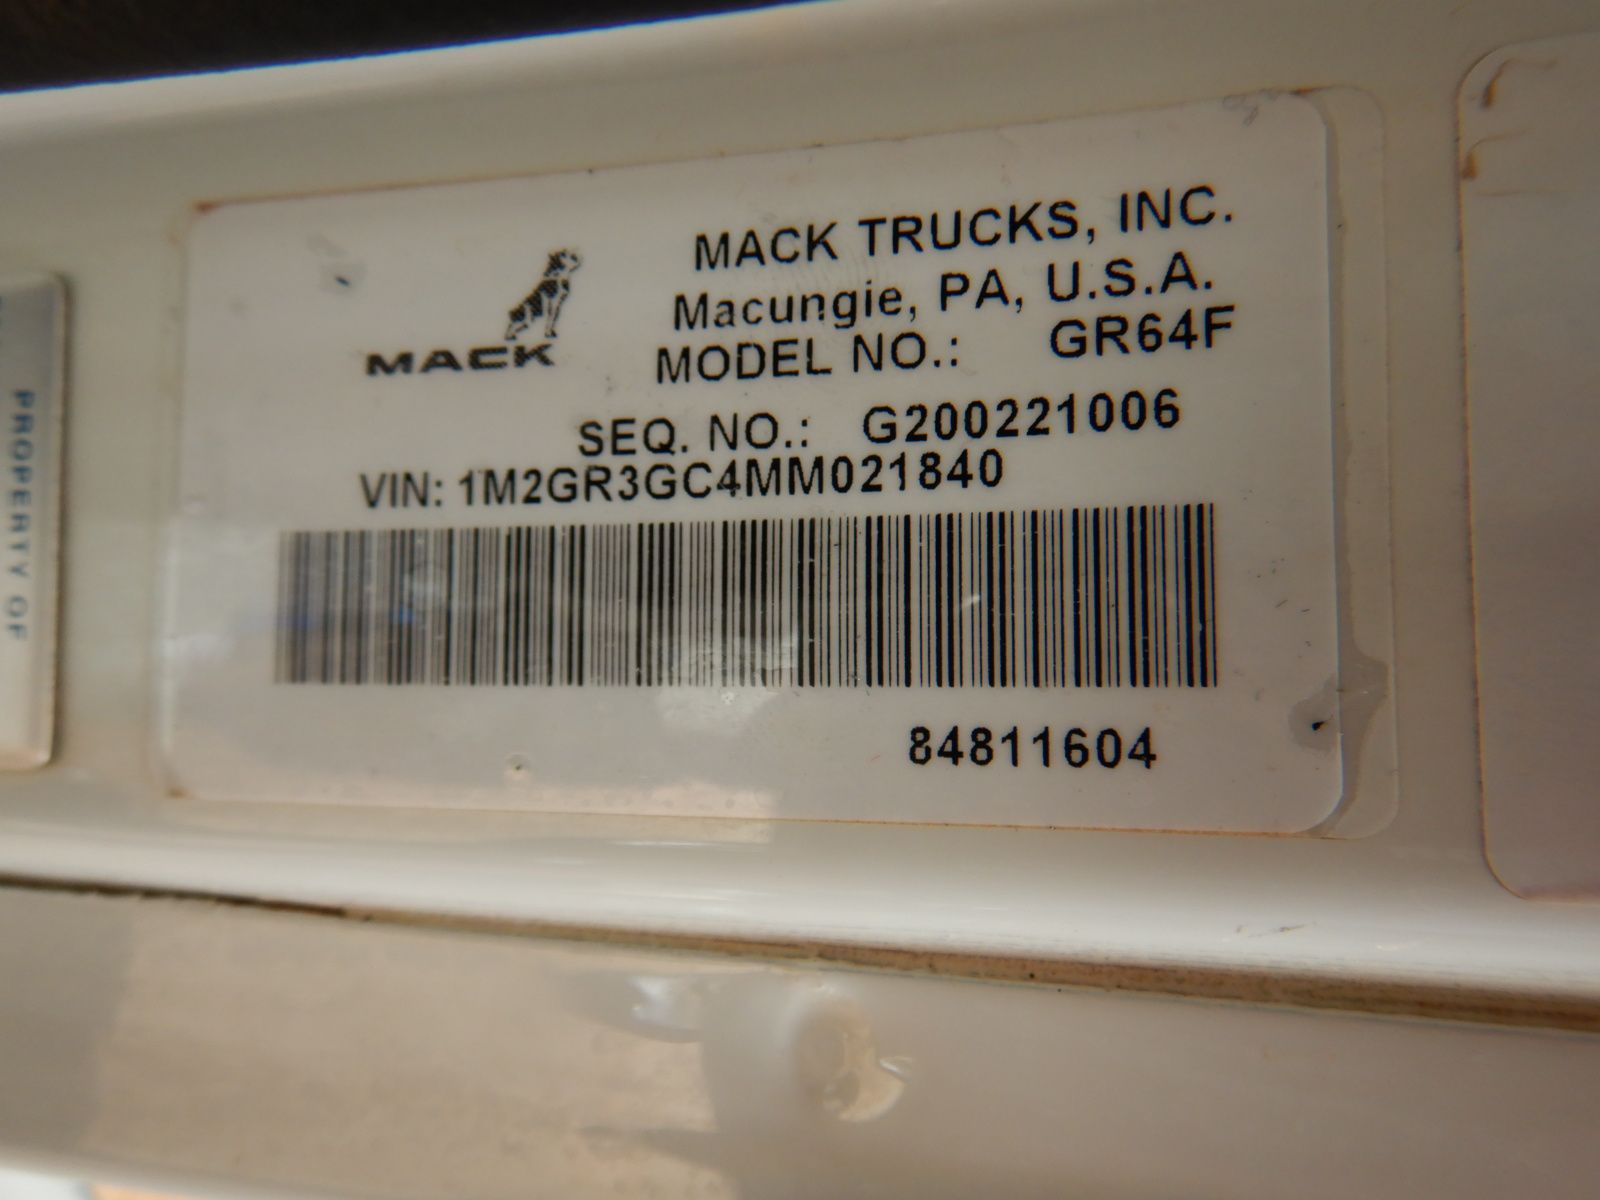 PROPERTY OF
MACK
MACK TRUCKS, INC.
Macungie, PA, U.S.A.
MODEL NO.: GR64F
SEQ. NO.: G200221006
VIN: 1M2GR3GC4MM021840
84811604